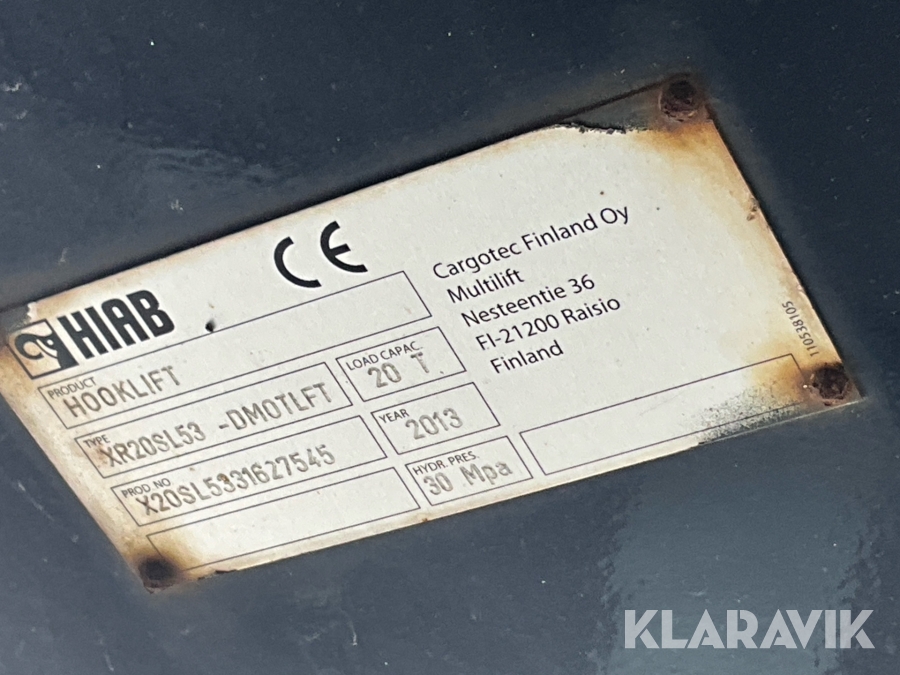 HIAB
CE
PRODUCT
HOOKLIFT
TYPE
XR20SL53 -DMOTLFT
LOAD CAPAC.
20 T
PROD NO
X20SL5331627545
YEAR
2013
HYDR. PRES.
30 Mpa
Cargotec Finland Oy
Multilift
Nesteentie 36
FI-21200 Raisio
Finland
110538105
KLARAVIK